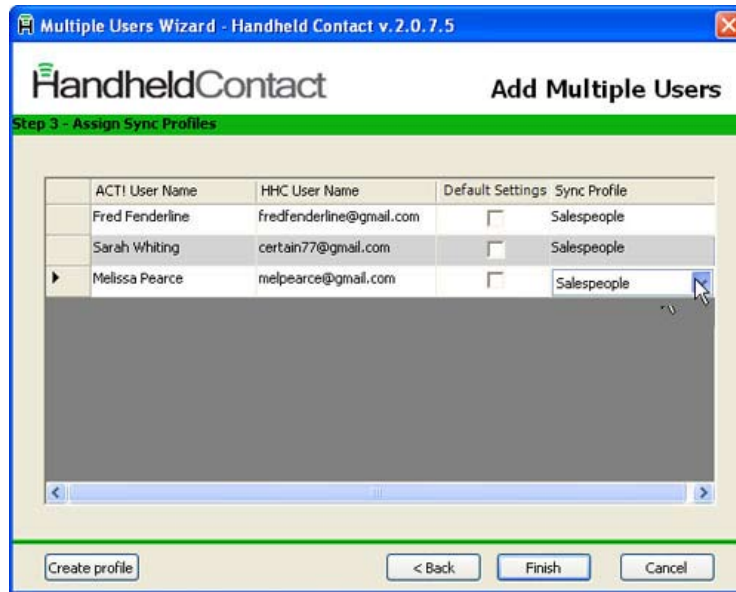 Multiple Users Wizard - Handheld Contact v.2.0.7.5
HandheldContact
Add Multiple Users
Step 3 - Assign Sync Profiles
ACT! User Name HHC User Name Default Settings Sync Profile
Fred Fenderline fredfenderline@gmail.com Salespeople
Sarah Whiting certain77@gmail.com Salespeople
Melissa Pearce melpearce@gmail.com Salespeople
Create profile < Back Finish Cancel